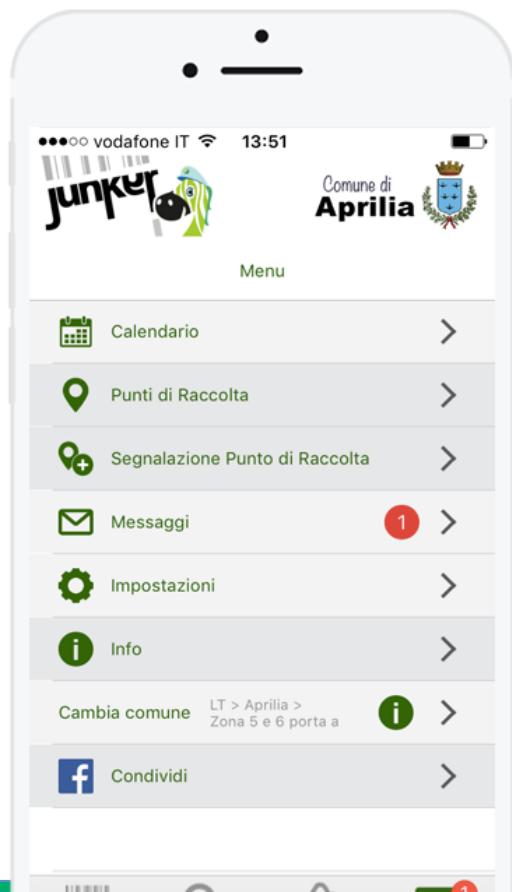 vodafone IT 13:51
junker
Comune di
Aprilia
Menu
Calendario
Punti di Raccolta
Segnalazione Punto di Raccolta
Messaggi 1
Impostazioni
i Info
Cambia comune LT > Aprilia > i
Zona 5 e 6 porta a
f Condividi
1